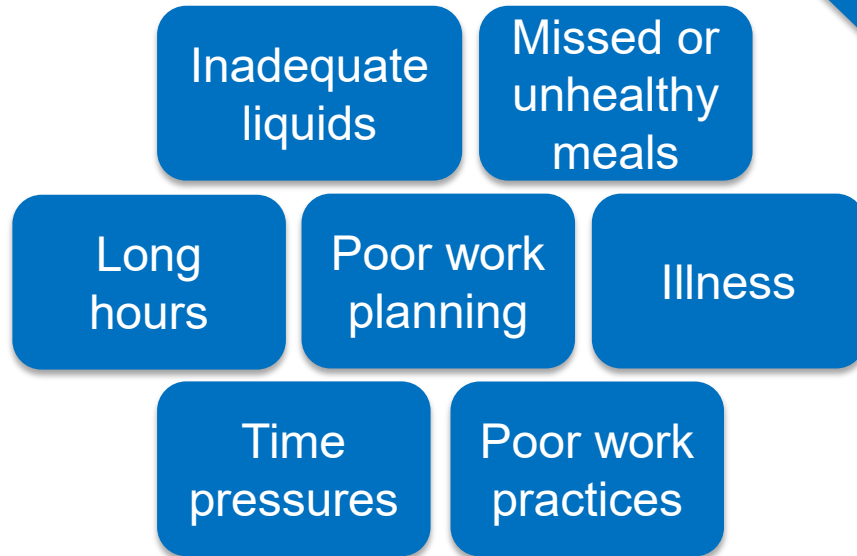 Inadequate
liquids
Missed or
unhealthy
meals
Long
hours
Poor work
planning
Illness
Time
pressures
Poor work
practices